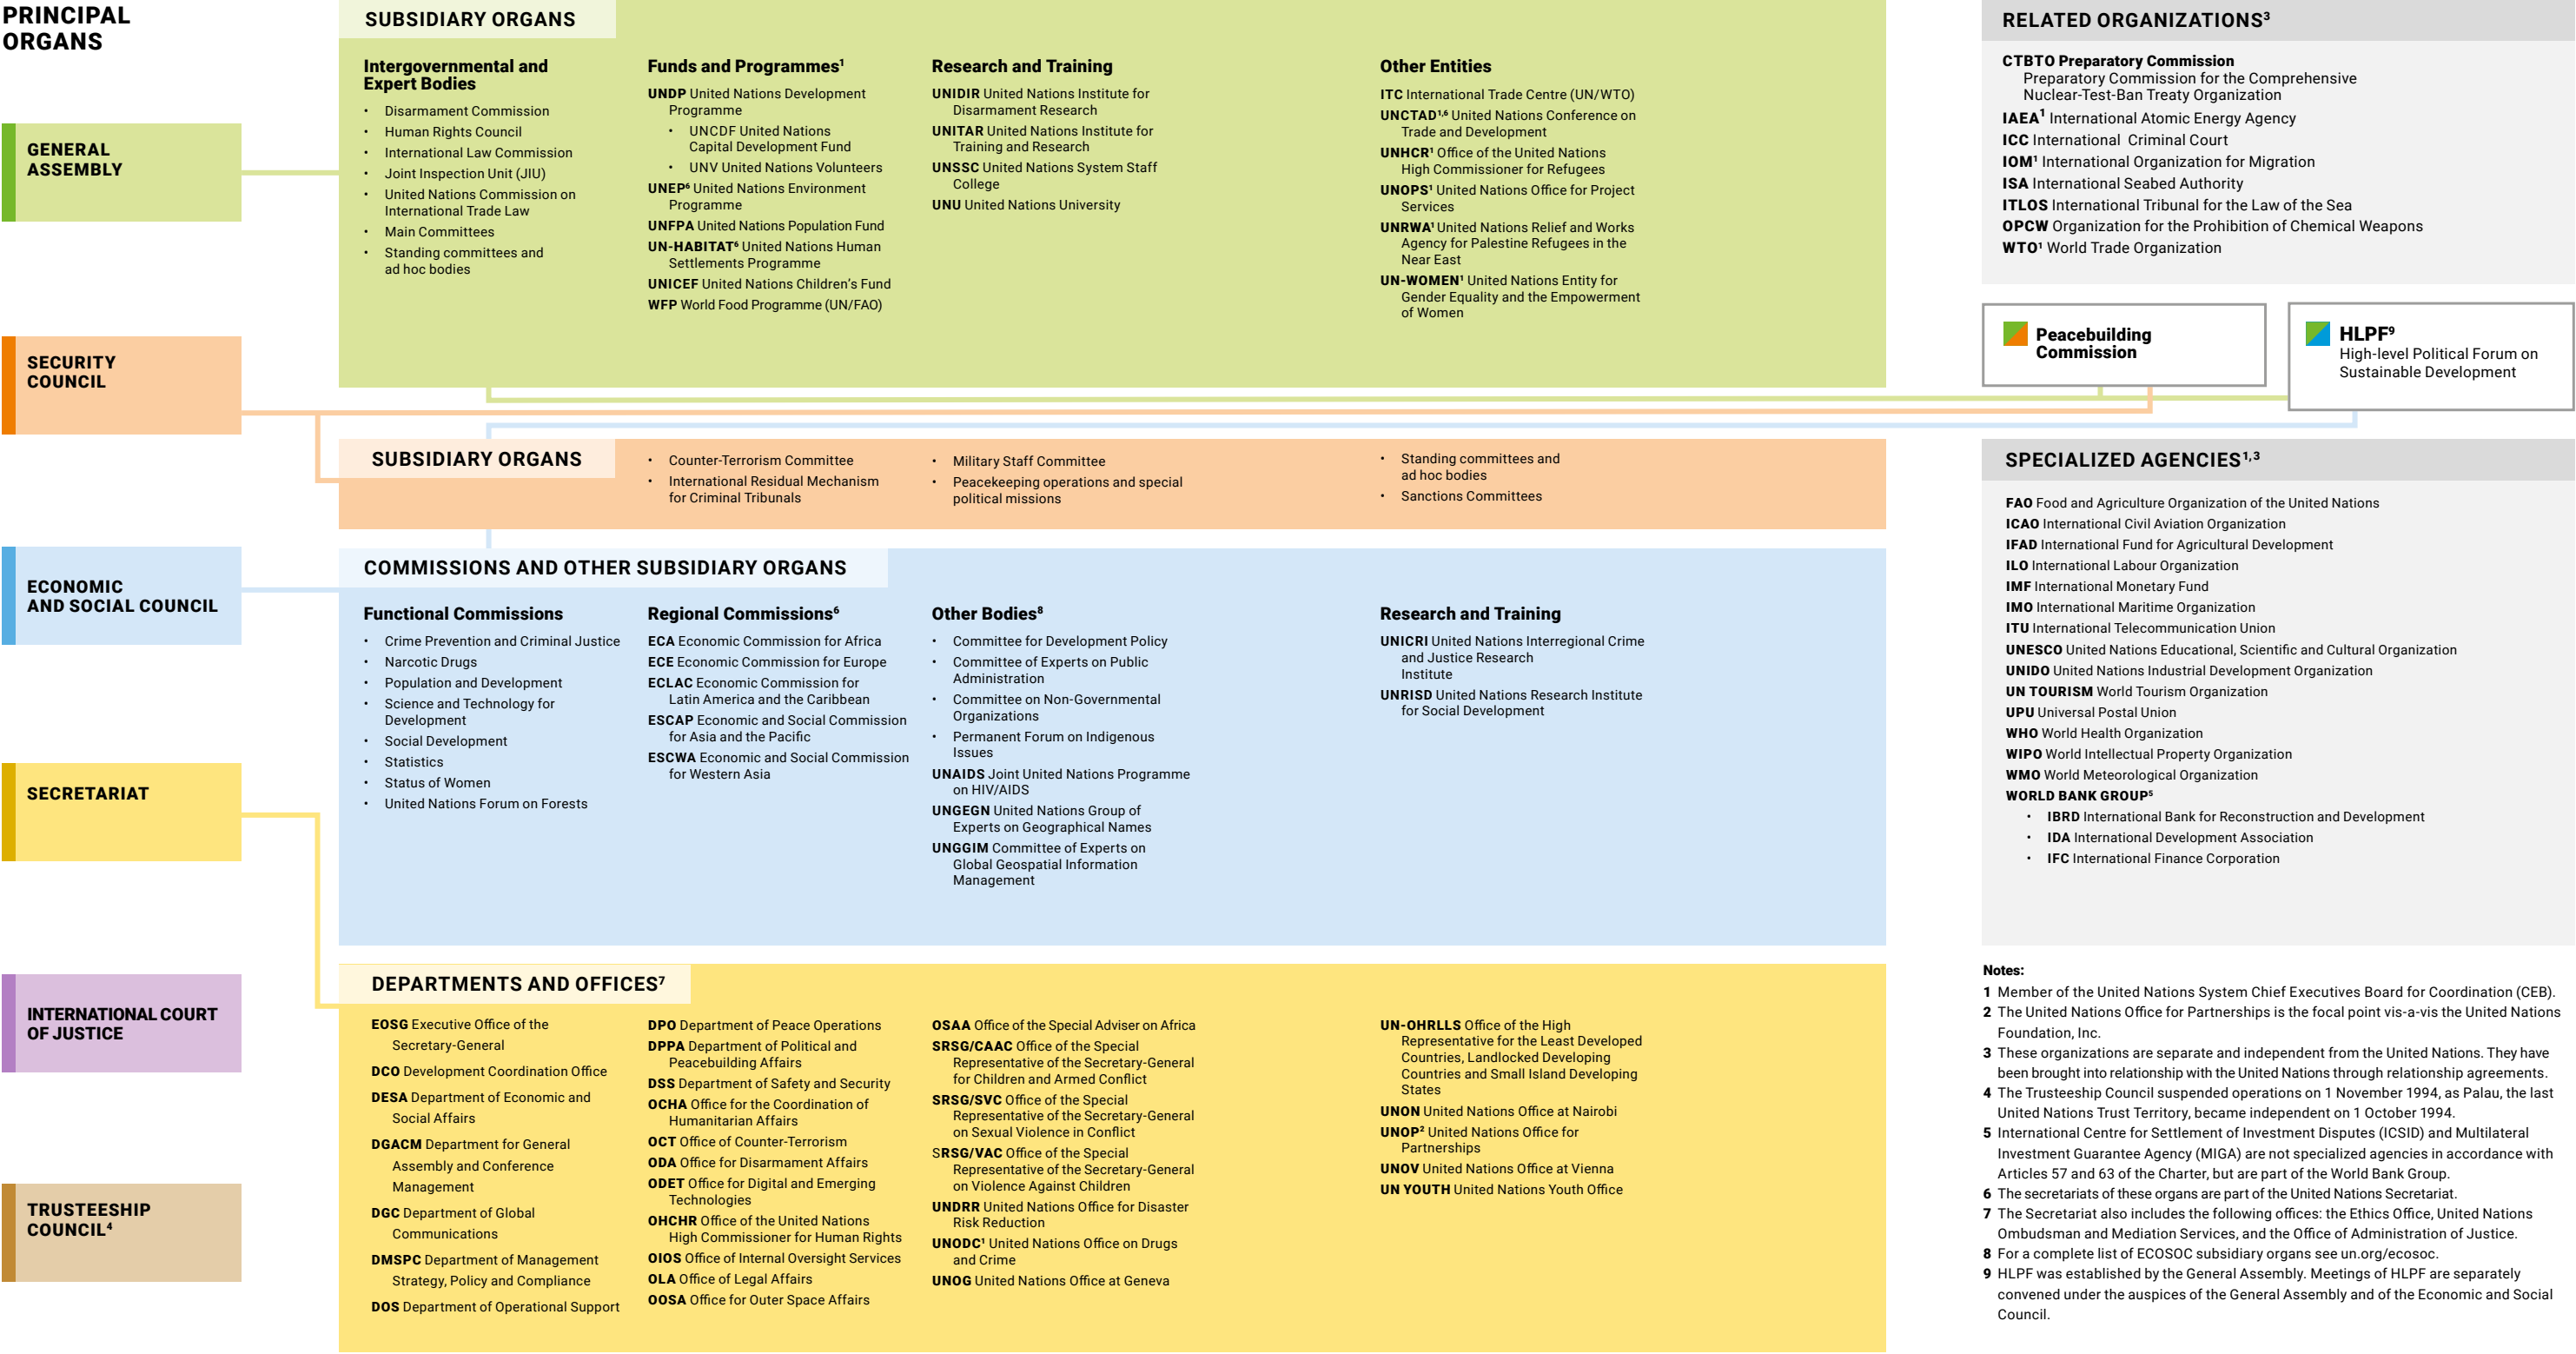 PRINCIPAL
ORGANS
GENERAL
ASSEMBLY
SECURITY
COUNCIL
ECONOMIC
AND SOCIAL COUNCIL
SECRETARIAT
INTERNATIONAL COURT
OF JUSTICE
TRUSTEESHIP
COUNCIL⁴
SUBSIDIARY ORGANS
Intergovernmental and
Expert Bodies
• Disarmament Commission
• Human Rights Council
• International Law Commission
• Joint Inspection Unit (JIU)
• United Nations Commission on
International Trade Law
• Main Committees
• Standing committees and
ad hoc bodies
Funds and Programmes¹
UNDP United Nations Development
Programme
• UNCDF United Nations
Capital Development Fund
• UNV United Nations Volunteers
UNEP⁶ United Nations Environment
Programme
UNFPA United Nations Population Fund
UN-HABITAT⁶ United Nations Human
Settlements Programme
UNICEF United Nations Children’s Fund
WFP World Food Programme (UN/FAO)
Research and Training
UNIDIR United Nations Institute for
Disarmament Research
UNITAR United Nations Institute for
Training and Research
UNSSC United Nations System Staff
College
UNU United Nations University
Other Entities
ITC International Trade Centre (UN/WTO)
UNCTAD¹,⁶ United Nations Conference on
Trade and Development
UNHCR¹ Office of the United Nations
High Commissioner for Refugees
UNOPS¹ United Nations Office for Project
Services
UNRWA¹ United Nations Relief and Works
Agency for Palestine Refugees in the
Near East
UN-WOMEN¹ United Nations Entity for
Gender Equality and the Empowerment
of Women
RELATED ORGANIZATIONS³
CTBTO Preparatory Commission
Preparatory Commission for the Comprehensive
Nuclear-Test-Ban Treaty Organization
IAEA¹ International Atomic Energy Agency
ICC International Criminal Court
IOM¹ International Organization for Migration
ISA International Seabed Authority
ITLOS International Tribunal for the Law of the Sea
OPCW Organization for the Prohibition of Chemical Weapons
WTO¹ World Trade Organization
Peacebuilding
Commission
HLPF⁹
High-level Political Forum on
Sustainable Development
SUBSIDIARY ORGANS
• Counter-Terrorism Committee
• International Residual Mechanism
for Criminal Tribunals
• Military Staff Committee
• Peacekeeping operations and special
political missions
• Standing committees and
ad hoc bodies
• Sanctions Committees
COMMISSIONS AND OTHER SUBSIDIARY ORGANS
Functional Commissions
• Crime Prevention and Criminal Justice
• Narcotic Drugs
• Population and Development
• Science and Technology for
Development
• Social Development
• Statistics
• Status of Women
• United Nations Forum on Forests
Regional Commissions⁶
ECA Economic Commission for Africa
ECE Economic Commission for Europe
ECLAC Economic Commission for
Latin America and the Caribbean
ESCAP Economic and Social Commission
for Asia and the Pacific
ESCWA Economic and Social Commission
for Western Asia
Other Bodies⁸
• Committee for Development Policy
• Committee of Experts on Public
Administration
• Committee on Non-Governmental
Organizations
• Permanent Forum on Indigenous
Issues
UNAIDS Joint United Nations Programme
on HIV/AIDS
UNGEGN United Nations Group of
Experts on Geographical Names
UNGGIM Committee of Experts on
Global Geospatial Information
Management
Research and Training
UNICRI United Nations Interregional Crime
and Justice Research
Institute
UNRISD United Nations Research Institute
for Social Development
SPECIALIZED AGENCIES¹,³
FAO Food and Agriculture Organization of the United Nations
ICAO International Civil Aviation Organization
IFAD International Fund for Agricultural Development
ILO International Labour Organization
IMF International Monetary Fund
IMO International Maritime Organization
ITU International Telecommunication Union
UNESCO United Nations Educational, Scientific and Cultural Organization
UNIDO United Nations Industrial Development Organization
UN TOURISM World Tourism Organization
UPU Universal Postal Union
WHO World Health Organization
WIPO World Intellectual Property Organization
WMO World Meteorological Organization
WORLD BANK GROUP⁵
• IBRD International Bank for Reconstruction and Development
• IDA International Development Association
• IFC International Finance Corporation
DEPARTMENTS AND OFFICES⁷
EOSG Executive Office of the
Secretary-General
DCO Development Coordination Office
DESA Department of Economic and
Social Affairs
DGACM Department for General
Assembly and Conference
Management
DGC Department of Global
Communications
DMSPC Department of Management
Strategy, Policy and Compliance
DOS Department of Operational Support
DPO Department of Peace Operations
DPPA Department of Political and
Peacebuilding Affairs
DSS Department of Safety and Security
OCHA Office for the Coordination of
Humanitarian Affairs
OCT Office of Counter-Terrorism
ODA Office for Disarmament Affairs
ODET Office for Digital and Emerging
Technologies
OHCHR Office of the United Nations
High Commissioner for Human Rights
OIOS Office of Internal Oversight Services
OLA Office of Legal Affairs
OOSA Office for Outer Space Affairs
OSAA Office of the Special Adviser on Africa
SRSG/CAAC Office of the Special
Representative of the Secretary-General
for Children and Armed Conflict
SRSG/SVC Office of the Special
Representative of the Secretary-General
on Sexual Violence in Conflict
SRSG/VAC Office of the Special
Representative of the Secretary-General
on Violence Against Children
UNDRR United Nations Office for Disaster
Risk Reduction
UNODC¹ United Nations Office on Drugs
and Crime
UNOG United Nations Office at Geneva
UN-OHRLLS Office of the High
Representative for the Least Developed
Countries, Landlocked Developing
Countries and Small Island Developing
States
UNON United Nations Office at Nairobi
UNOP² United Nations Office for
Partnerships
UNOV United Nations Office at Vienna
UN YOUTH United Nations Youth Office
Notes:
1 Member of the United Nations System Chief Executives Board for Coordination (CEB).
2 The United Nations Office for Partnerships is the focal point vis-a-vis the United Nations
Foundation, Inc.
3 These organizations are separate and independent from the United Nations. They have
been brought into relationship with the United Nations through relationship agreements.
4 The Trusteeship Council suspended operations on 1 November 1994, as Palau, the last
United Nations Trust Territory, became independent on 1 October 1994.
5 International Centre for Settlement of Investment Disputes (ICSID) and Multilateral
Investment Guarantee Agency (MIGA) are not specialized agencies in accordance with
Articles 57 and 63 of the Charter, but are part of the World Bank Group.
6 The secretariats of these organs are part of the United Nations Secretariat.
7 The Secretariat also includes the following offices: the Ethics Office, United Nations
Ombudsman and Mediation Services, and the Office of Administration of Justice.
8 For a complete list of ECOSOC subsidiary organs see un.org/ecosoc.
9 HLPF was established by the General Assembly. Meetings of HLPF are separately
convened under the auspices of the General Assembly and of the Economic and Social
Council.